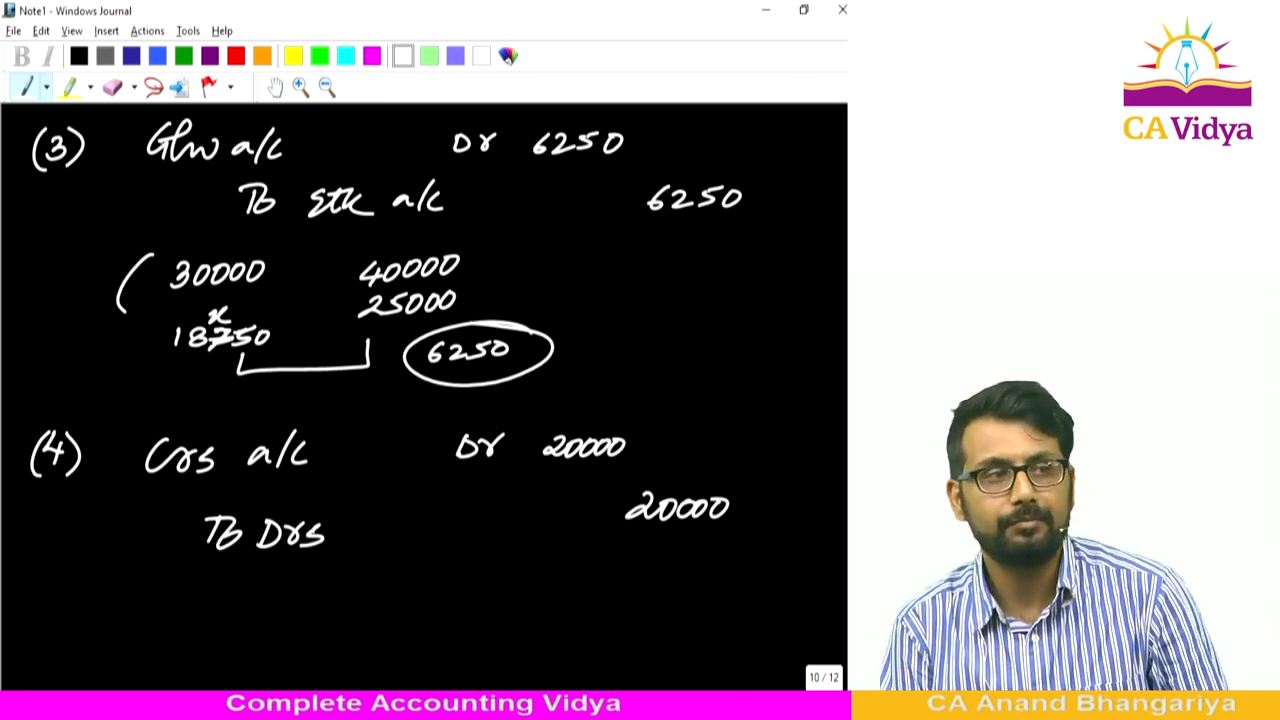 Note1 - Windows Journal
File Edit View Insert Actions Tools Help
B I
CA Vidya
(3) Glw a/c Dr 6250
To Stk a/c 6250
( 30000 40000
25000
x
18750
6250
(4) Crs a/c Dr 20000
To Drs 20000
10 / 12
Complete Accounting Vidya
CA Anand Bhangariya